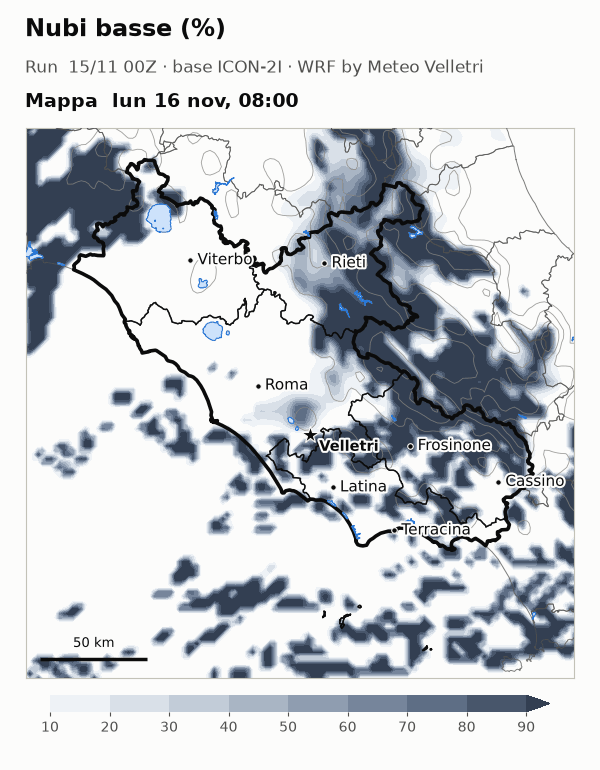 Nubi basse (%)
Run  15/11 00Z · base ICON-2I · WRF by Meteo Velletri
Mappa  lun 16 nov, 08:00
Viterbo
Rieti
Roma
Velletri
Frosinone
Latina
Cassino
Terracina
50 km
10 20 30 40 50 60 70 80 90